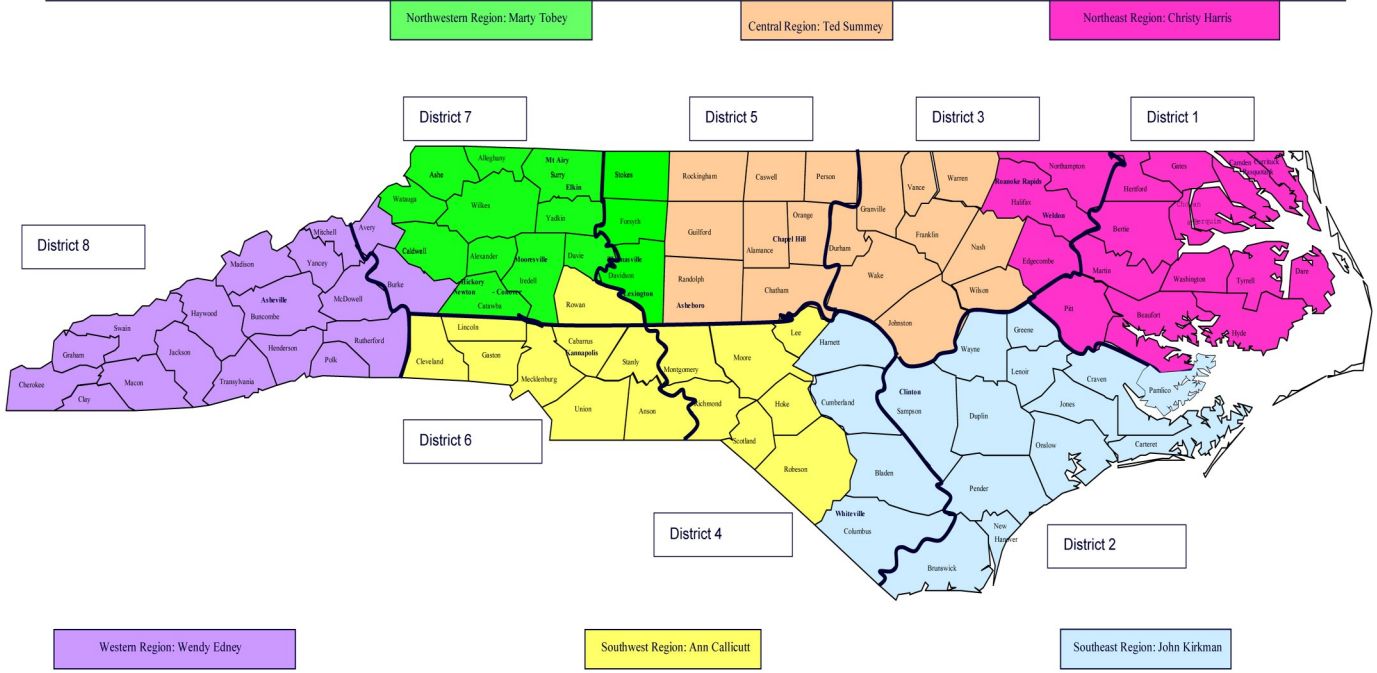 Northwestern Region: Marty Tobey
Central Region: Ted Summey
Northeast Region: Christy Harris
District 7
District 5
District 3
District 1
District 8
Alleghany
Mt Airy
Ashe
Surry
Elkin
Stokes
Rockingham
Caswell
Person
Vance
Warren
Northampton
Roanoke Rapids
Halifax
Weldon
Gates
Camden
Currituck
Pasquotank
Hertford
Watauga
Wilkes
Yadkin
Forsyth
Guilford
Orange
Chapel Hill
Alamance
Granville
Franklin
Nash
Edgecombe
Bertie
Mitchell
Avery
Caldwell
Alexander
Mooresville
Davie
Iredell
Davidson
Lexington
Durham
Wake
Wilson
Martin
Washington
Tyrrell
Dare
Madison
Yancey
Burke
Hickory
Newton
- Conover
Catawba
Rowan
Randolph
Asheboro
Chatham
Johnston
Pitt
Beaufort
Hyde
Asheville
Buncombe
McDowell
Haywood
Swain
Graham
Jackson
Henderson
Rutherford
Polk
Cherokee
Macon
Clay
Transylvania
Lincoln
Cleveland
Gaston
Cabarrus
Kannapolis
Mecklenburg
Stanly
Union
Anson
Montgomery
Moore
Lee
Richmond
Hoke
Scotland
Robeson
Harnett
Cumberland
Wayne
Greene
Lenoir
Craven
Pamlico
Clinton
Sampson
Duplin
Jones
Onslow
Carteret
Bladen
Pender
Whiteville
Columbus
New
Hanover
Brunswick
District 6
District 4
District 2
Western Region: Wendy Edney
Southwest Region: Ann Callicutt
Southeast Region: John Kirkman